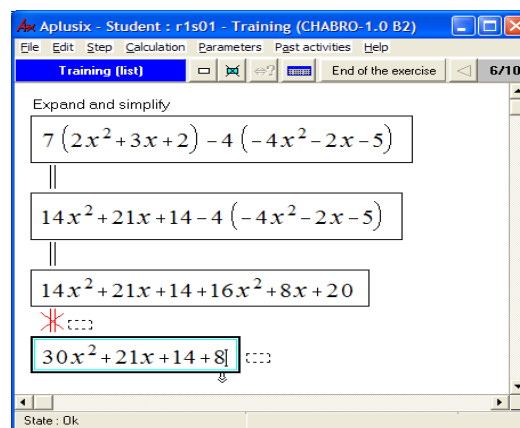 Aplusix - Student : r1s01 - Training (CHABRO-1.0 B2)
File Edit Step Calculation Parameters Past activities Help
Training (list) ⇔? End of the exercise 6/10
Expand and simplify
7 (2x² + 3x + 2) − 4 (−4x² − 2x − 5)
14x² + 21x + 14 − 4 (−4x² − 2x − 5)
14x² + 21x + 14 + 16x² + 8x + 20
30x² + 21x + 14 + 8
State : Ok